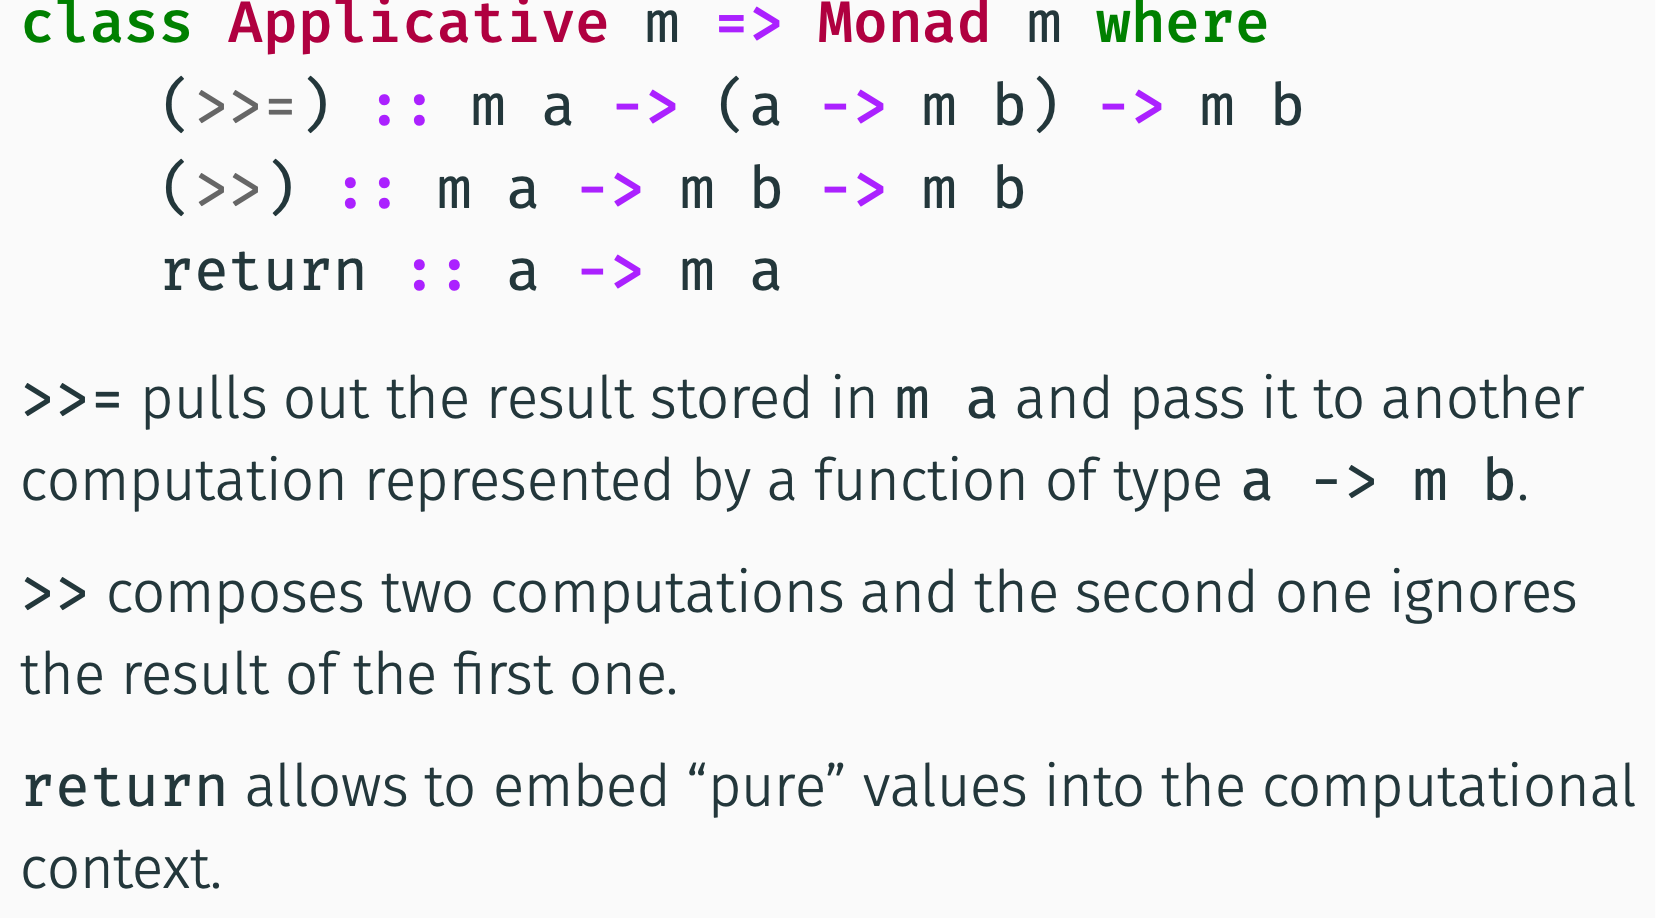 class Applicative m => Monad m where
(>>=) :: m a -> (a -> m b) -> m b
(>>) :: m a -> m b -> m b
return :: a -> m a
>>= pulls out the result stored in m a and pass it to another
computation represented by a function of type a -> m b.
>> composes two computations and the second one ignores
the result of the first one.
return allows to embed “pure” values into the computational
context.